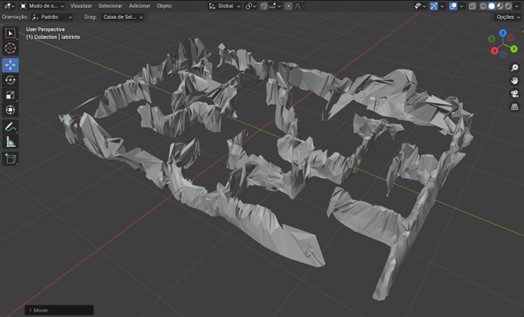 Modo de o... Visualizar Selecionar Adicionar Objeto Global
Orientação: Padrão Drag: Caixa de Sel... Opções
User Perspective
(1) Collection | labirinto
Z
Y
X
> Mover